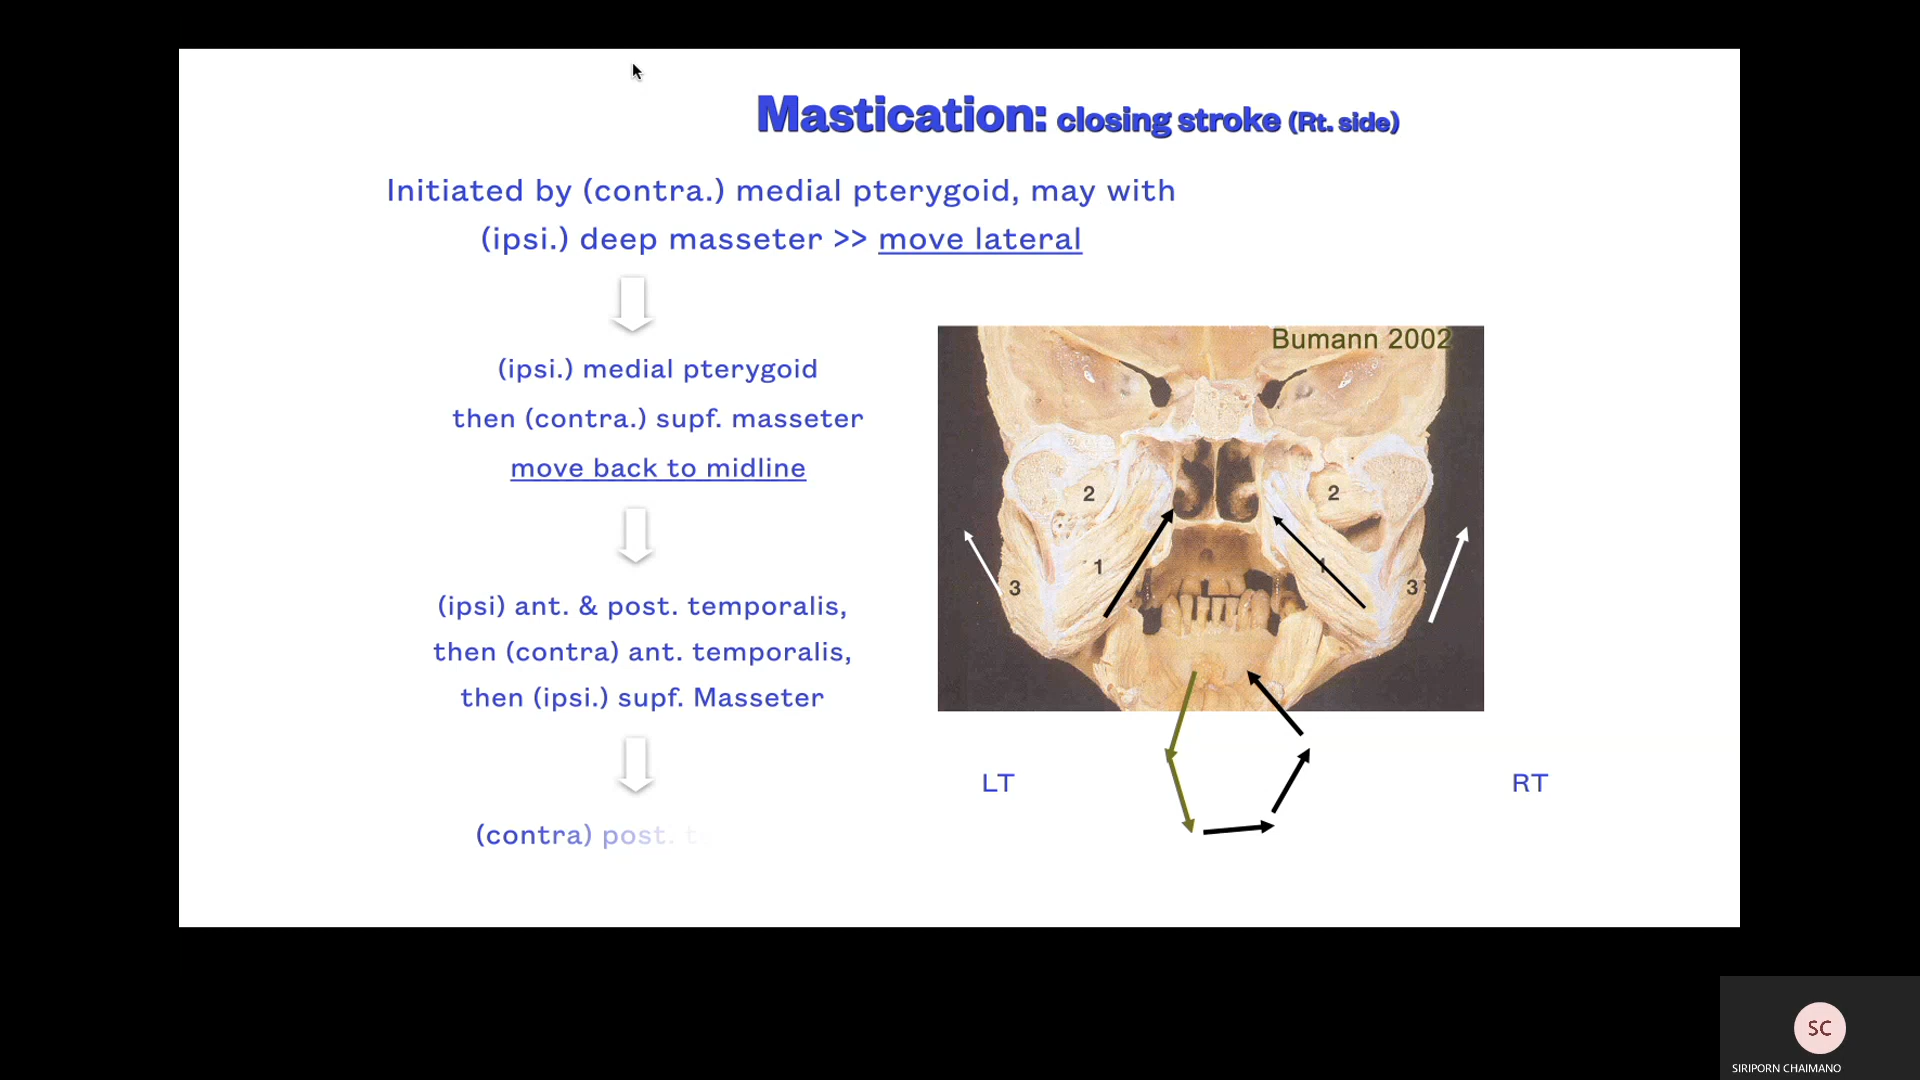 Mastication: closing stroke (Rt. side)
Initiated by (contra.) medial pterygoid, may with
(ipsi.) deep masseter >> move lateral
(ipsi.) medial pterygoid
then (contra.) supf. masseter
move back to midline
(ipsi) ant. & post. temporalis,
then (contra) ant. temporalis,
then (ipsi.) supf. Masseter
(contra) post.
Bumann 2002
2
2
1
1
3
3
LT
RT
SC
SIRIPORN CHAIMANO